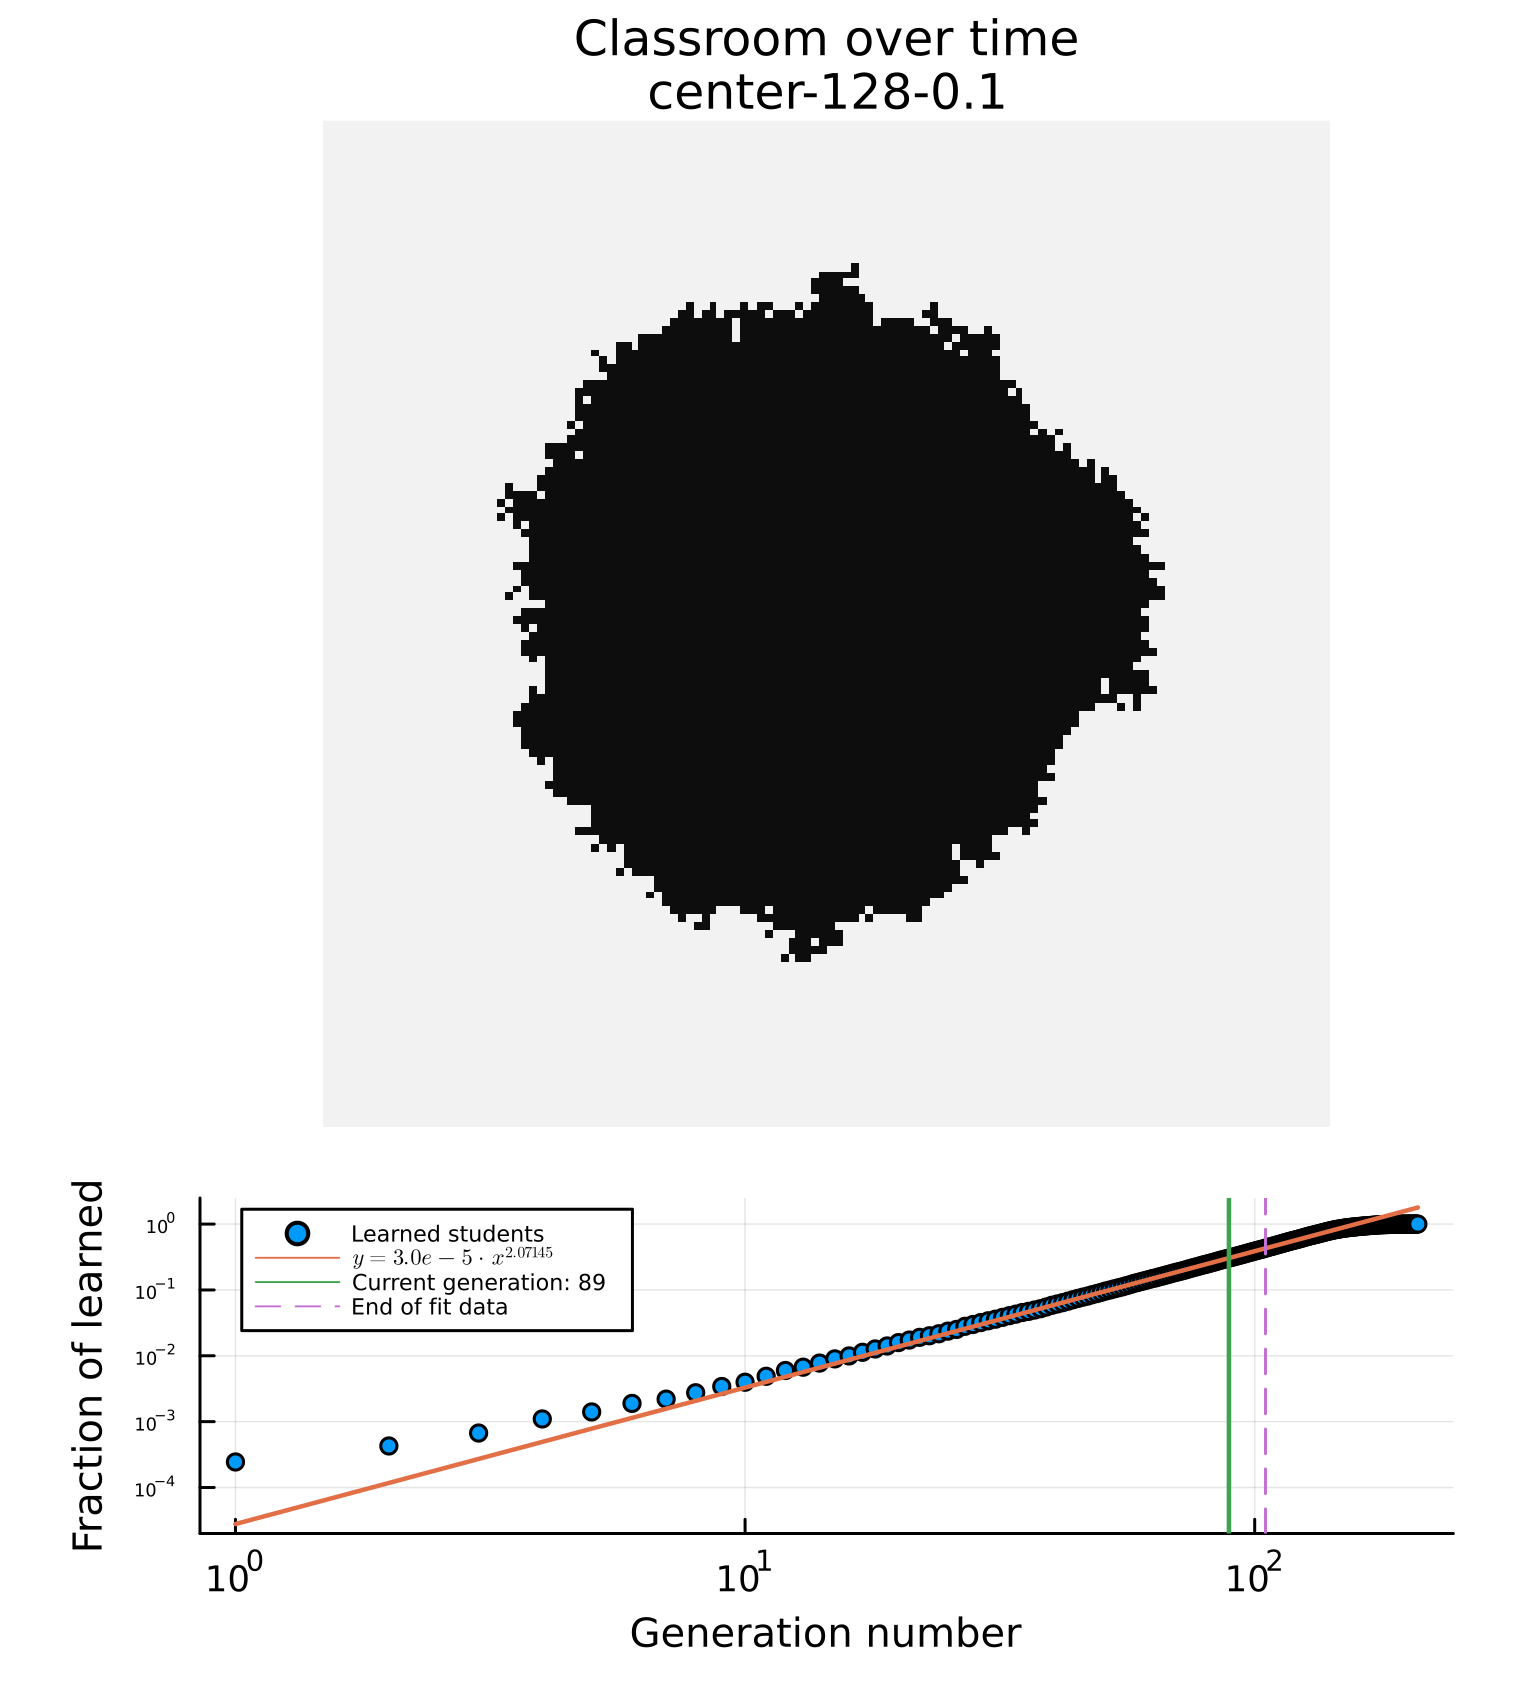 Classroom over time
center-128-0.1
Fraction of learned
10^0
10^-1
10^-2
10^-3
10^-4
Learned students
y = 3.0e − 5 · x^2.07145
Current generation: 89
End of fit data
10^0 10^1 10^2
Generation number